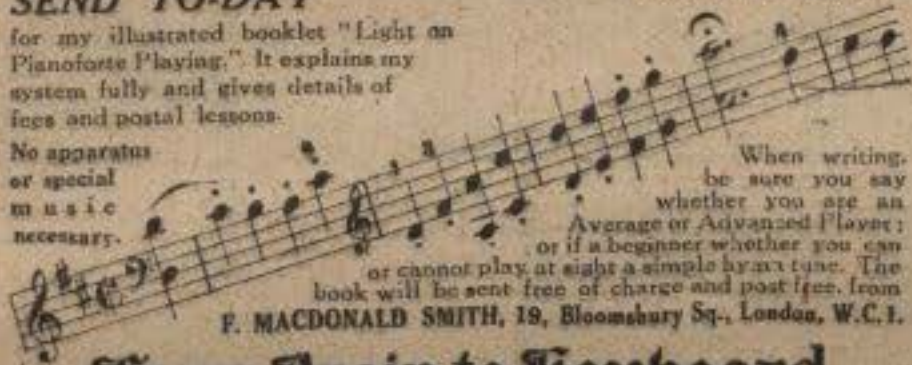 SEND TO-DAY
for my illustrated booklet "Light on
Pianoforte Playing.". It explains my
system fully and gives details of
fees and postal lessons.
No apparatus
or special
music
necessary.
When writing,
be sure you say
whether you are an
Average or Advanced Player;
or if a beginner whether you can
or cannot play at sight a simple hymn tune. The
book will be sent free of charge and post free, from
F. MACDONALD SMITH, 19, Bloomsbury Sq., London, W.C.1.
From Brain to Keyboard